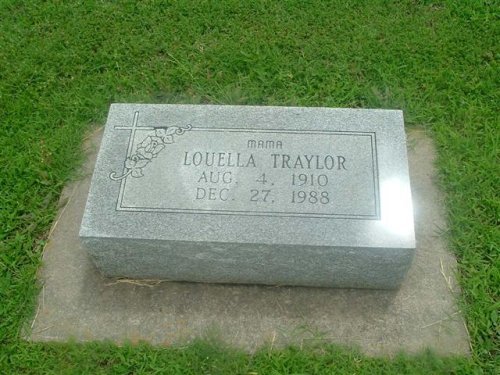 MAMA
LOUELLA TRAYLOR
AUG. 4, 1910
DEC. 27, 1988